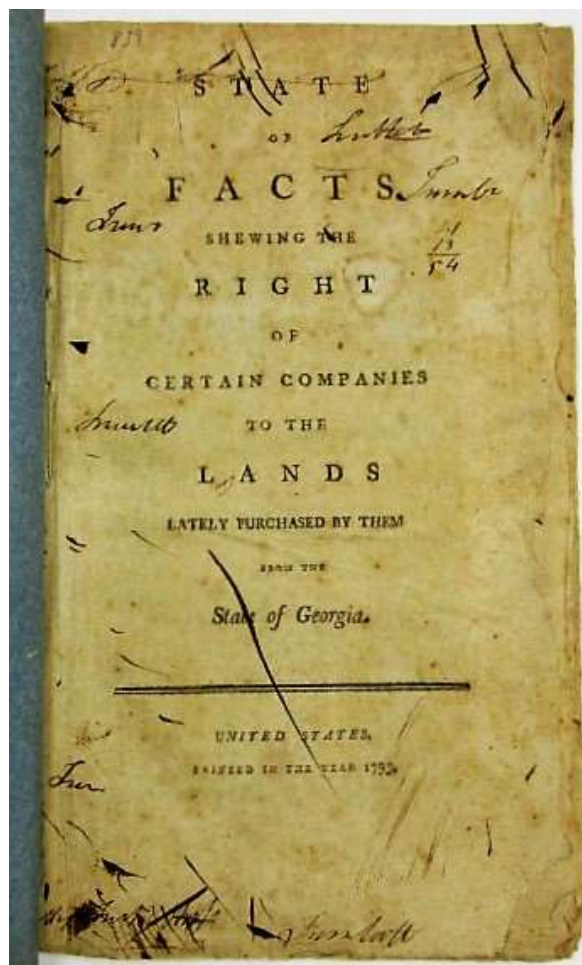 839
STATE
OF
FACTS
SHEWING THE
RIGHT
OF
CERTAIN COMPANIES
TO THE
LANDS
LATELY PURCHASED BY THEM
FROM THE
State of Georgia.
UNITED STATES,
PRINTED IN THE YEAR 1795.